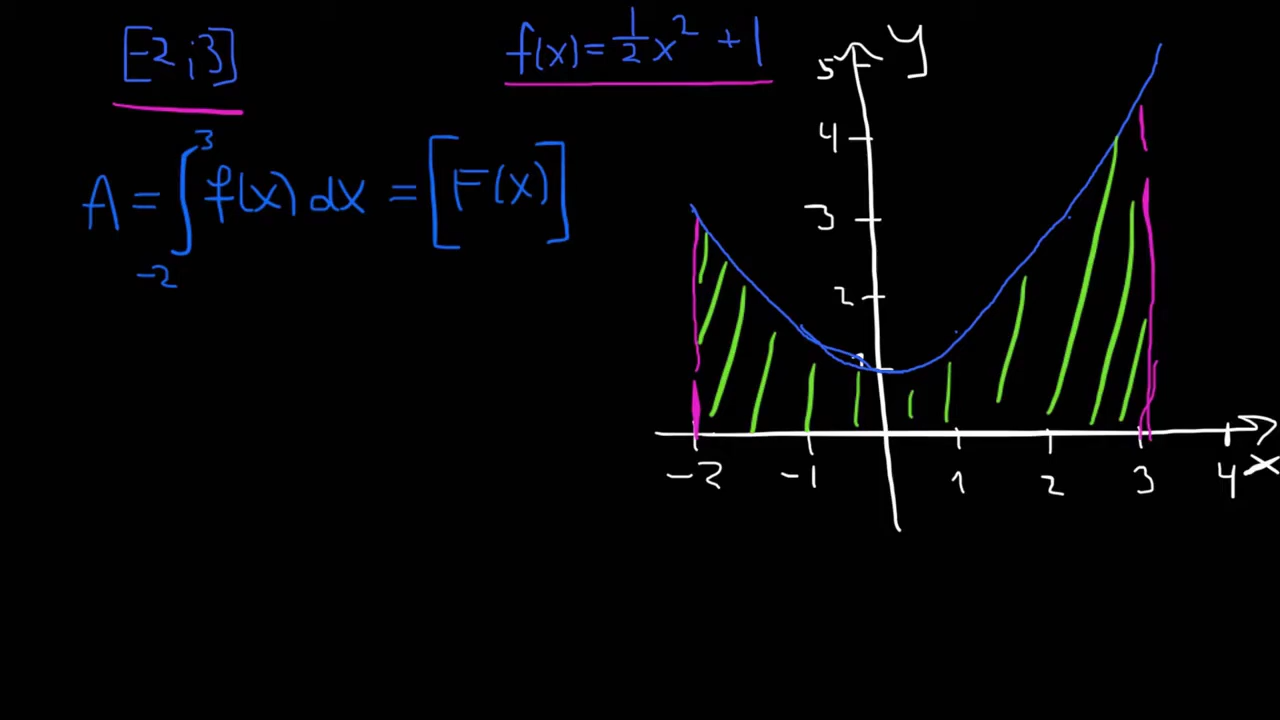 [-2;3]
f(x) = 1/2 x² + 1
A = ∫₋₂³ f(x) dx = [F(x)]
y
5
4
3
2
1
-2 -1 1 2 3 4 x